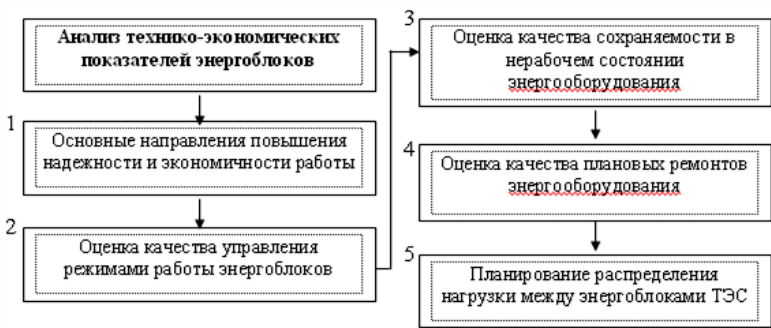 Анализ технико-экономических
показателей энергоблоков
1
Основные направления повышения
надежности и экономичности работы
2
Оценка качества управления
режимами работы энергоблоков
3
Оценка качества сохраняемости в
нерабочем состоянии
энергооборудования
4
Оценка качества плановых ремонтов
энергооборудования
5
Планирование распределения
нагрузки между энергоблоками ТЭС